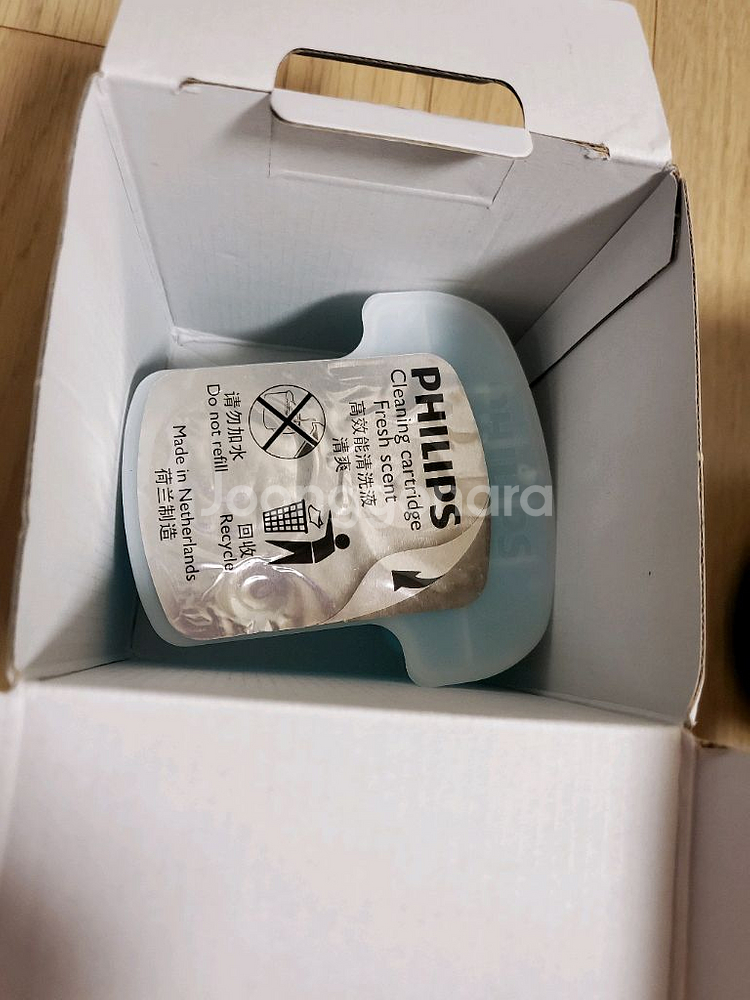 PHILIPS
Cleaning cartridge
Fresh scent
高效能清洗液
清爽
请勿加水
Do not refill
回收
Recycle
Made in Netherlands
荷兰制造
Joonggonara